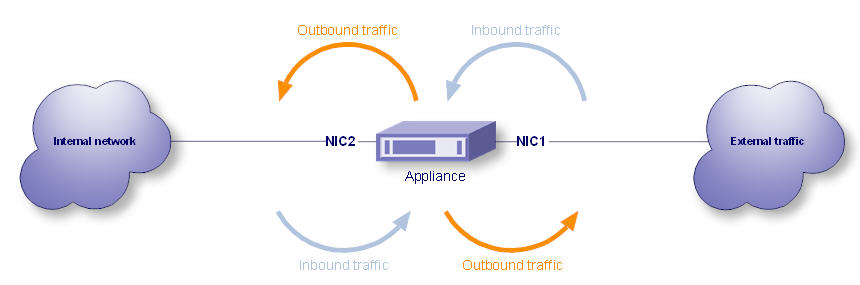 Outbound traffic
Inbound traffic
Internal network
NIC2
NIC1
External traffic
Appliance
Inbound traffic
Outbound traffic